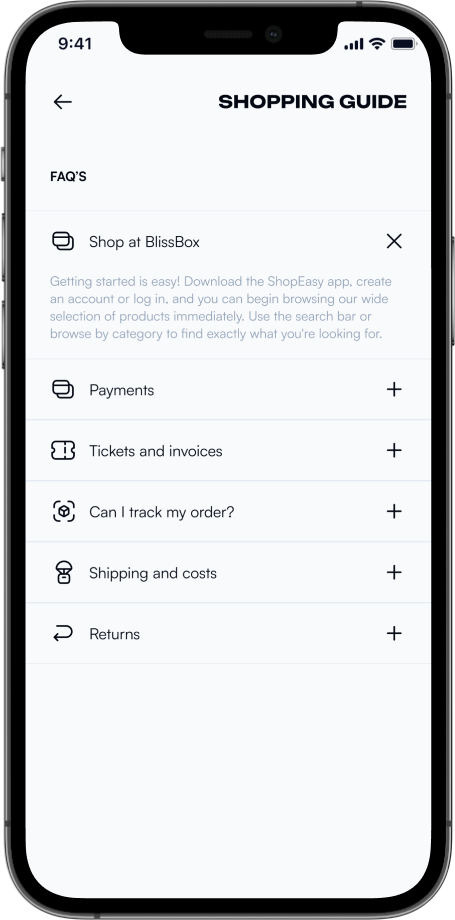 9:41
SHOPPING GUIDE
FAQ'S
Shop at BlissBox
Getting started is easy! Download the ShopEasy app, create
an account or log in, and you can begin browsing our wide
selection of products immediately. Use the search bar or
browse by category to find exactly what you're looking for.
Payments
Tickets and invoices
Can I track my order?
Shipping and costs
Returns